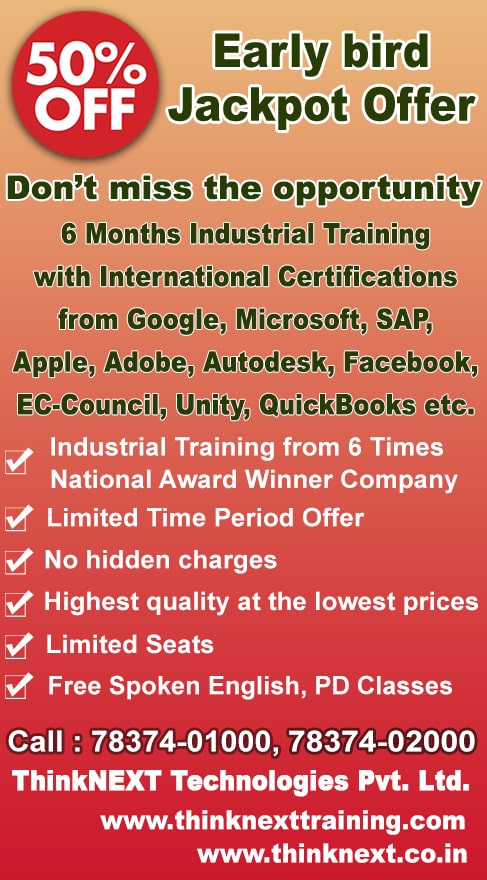 50%
OFF
Early bird
Jackpot Offer
Don't miss the opportunity
6 Months Industrial Training
with International Certifications
from Google, Microsoft, SAP,
Apple, Adobe, Autodesk, Facebook,
EC-Council, Unity, QuickBooks etc.
Industrial Training from 6 Times
National Award Winner Company
Limited Time Period Offer
No hidden charges
Highest quality at the lowest prices
Limited Seats
Free Spoken English, PD Classes
Call : 78374-01000, 78374-02000
ThinkNEXT Technologies Pvt. Ltd.
www.thinknexttraining.com
www.thinknext.co.in